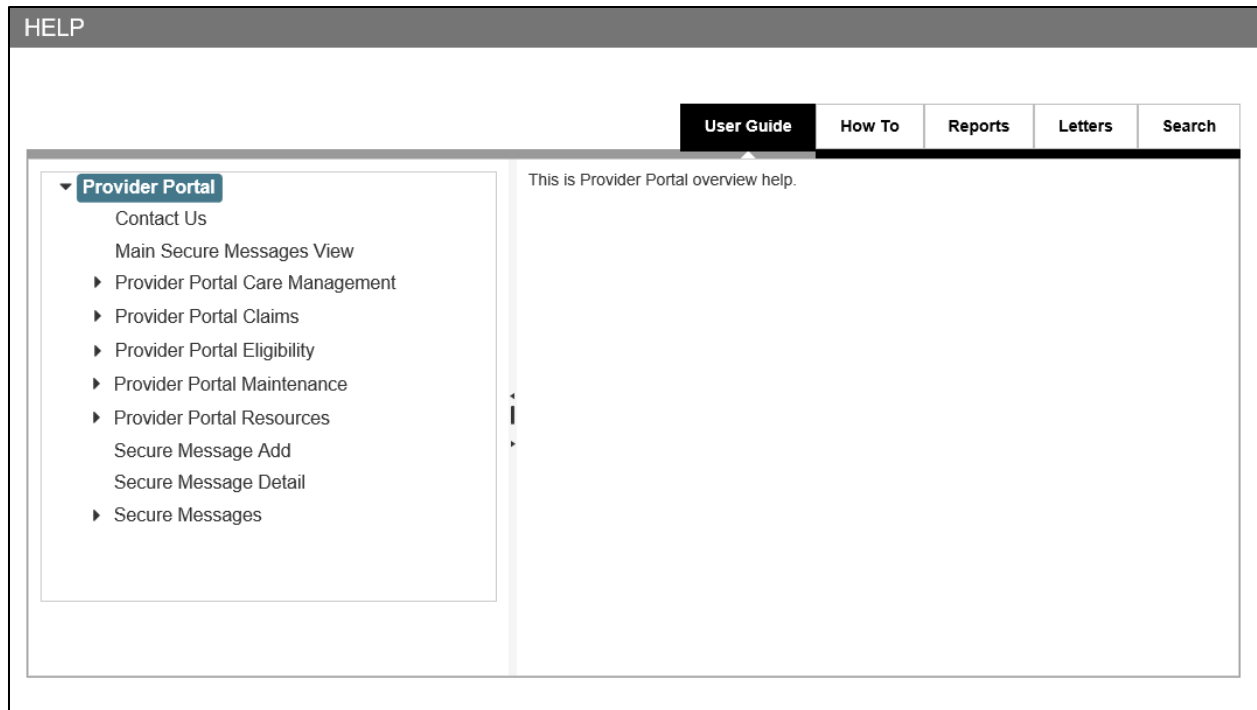 HELP
User Guide
How To
Reports
Letters
Search
Provider Portal
Contact Us
Main Secure Messages View
Provider Portal Care Management
Provider Portal Claims
Provider Portal Eligibility
Provider Portal Maintenance
Provider Portal Resources
Secure Message Add
Secure Message Detail
Secure Messages
This is Provider Portal overview help.